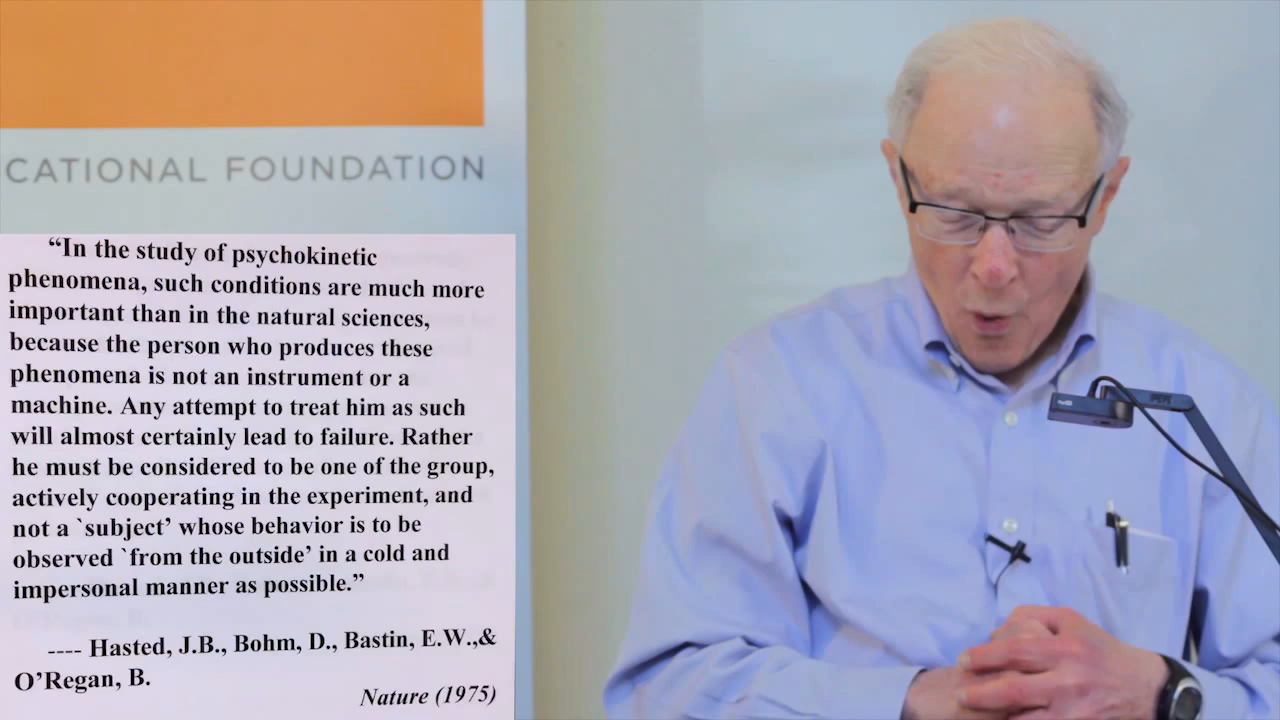 CATIONAL FOUNDATION
“In the study of psychokinetic
phenomena, such conditions are much more
important than in the natural sciences,
because the person who produces these
phenomena is not an instrument or a
machine. Any attempt to treat him as such
will almost certainly lead to failure. Rather
he must be considered to be one of the group,
actively cooperating in the experiment, and
not a `subject’ whose behavior is to be
observed `from the outside’ in a cold and
impersonal manner as possible.”
---- Hasted, J.B., Bohm, D., Bastin, E.W.,&
O’Regan, B.
Nature (1975)